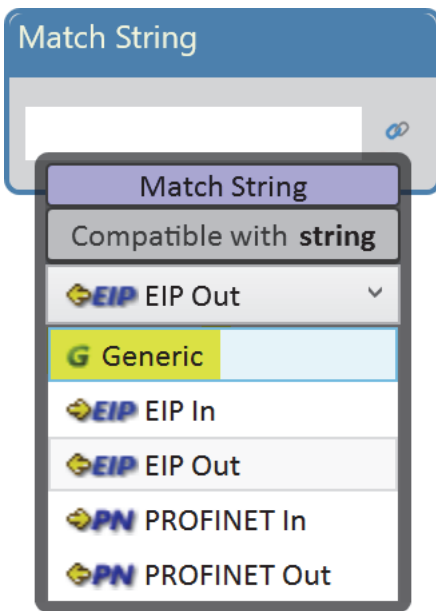 Match String
Match String
Compatible with string
EIP EIP Out
G Generic
EIP EIP In
EIP EIP Out
PN PROFINET In
PN PROFINET Out